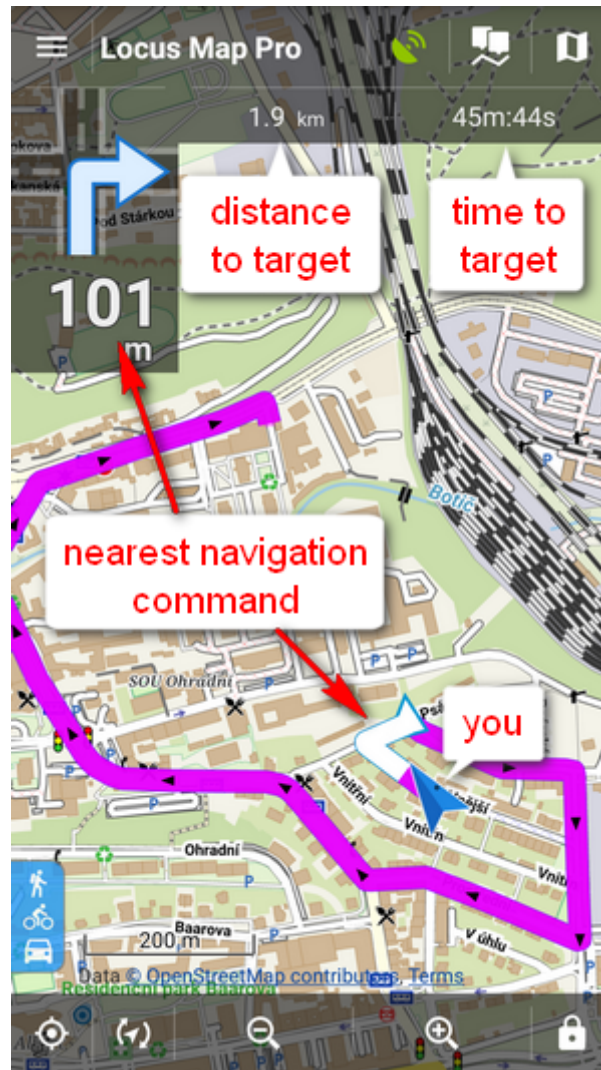 Locus Map Pro
1.9 km
45m:44s
distance
to target
time to
target
Pod Stárkou
101
m
P
P
Botič
nearest navigation
command
SOU Ohradní
P
P
P
you
Vnitřní
Ohradní
P
P
Baarova
V úhlu
200 m
Data © OpenStreetMap contributors, Terms
Residenční park Baarova